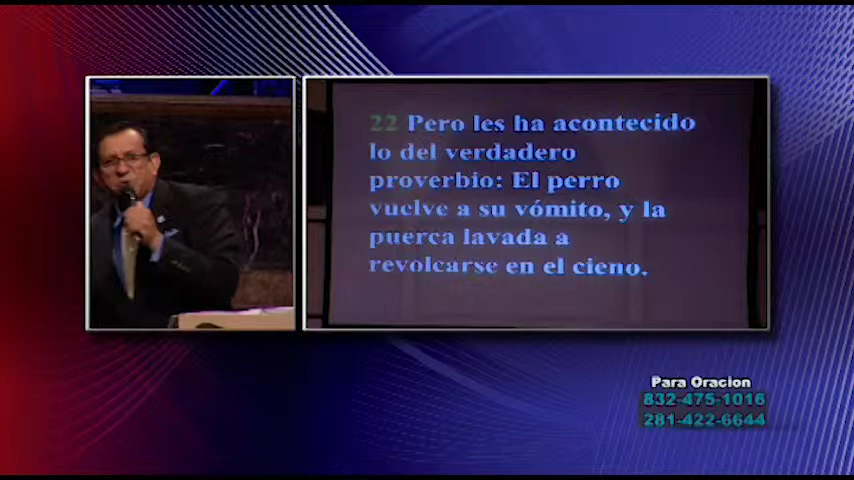 22 Pero les ha acontecido
lo del verdadero
proverbio: El perro
vuelve a su vómito, y la
puerca lavada a
revolcarse en el cieno.
Para Oracion
832-475-1016
281-422-6644